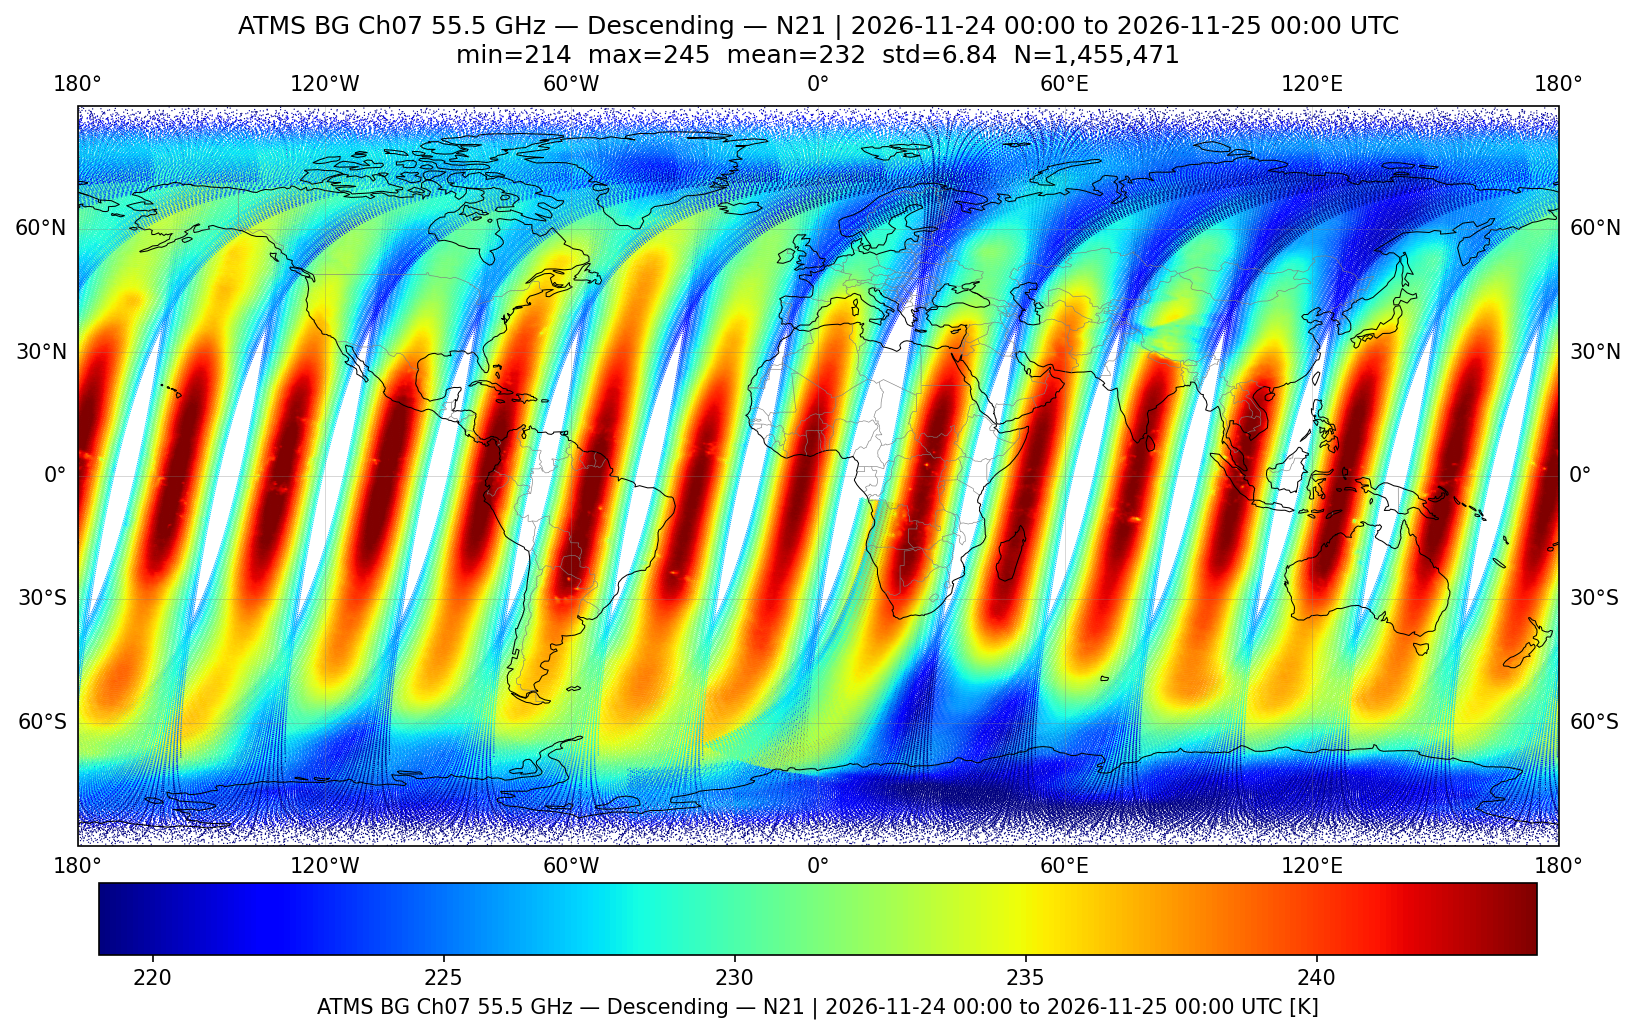 ATMS BG Ch07 55.5 GHz — Descending — N21 | 2026-11-24 00:00 to 2026-11-25 00:00 UTC
min=214  max=245  mean=232  std=6.84  N=1,455,471
180° 120°W 60°W 0° 60°E 120°E 180°
60°N 60°N
30°N 30°N
0° 0°
30°S 30°S
60°S 60°S
180° 120°W 60°W 0° 60°E 120°E 180°
220 225 230 235 240
ATMS BG Ch07 55.5 GHz — Descending — N21 | 2026-11-24 00:00 to 2026-11-25 00:00 UTC [K]